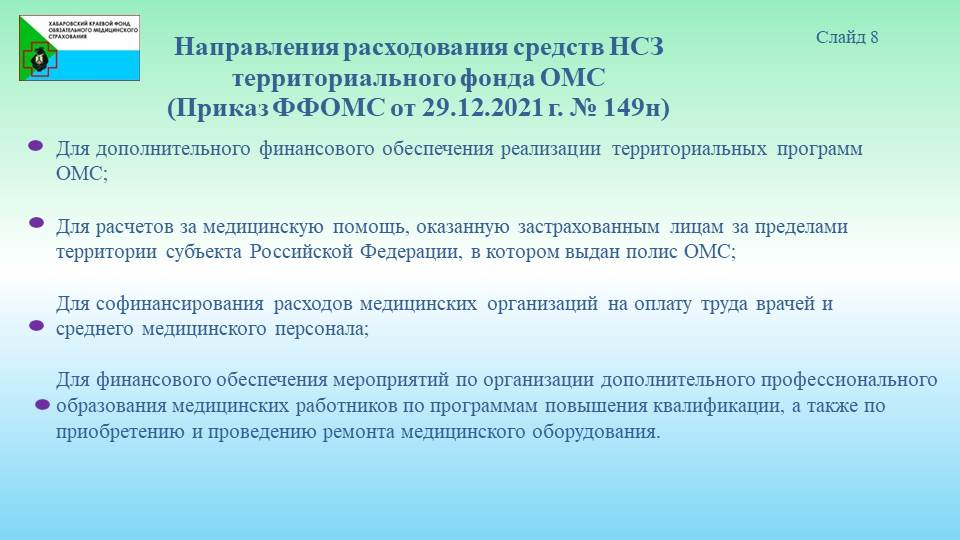 ХАБАРОВСКИЙ КРАЕВОЙ ФОНД
ОБЯЗАТЕЛЬНОГО МЕДИЦИНСКОГО
СТРАХОВАНИЯ
Слайд 8
Направления расходования средств НСЗ
территориального фонда ОМС
(Приказ ФФОМС от 29.12.2021 г. № 149н)
Для дополнительного финансового обеспечения реализации территориальных программ
ОМС;
Для расчетов за медицинскую помощь, оказанную застрахованным лицам за пределами
территории субъекта Российской Федерации, в котором выдан полис ОМС;
Для софинансирования расходов медицинских организаций на оплату труда врачей и
среднего медицинского персонала;
Для финансового обеспечения мероприятий по организации дополнительного профессионального
образования медицинских работников по программам повышения квалификации, а также по
приобретению и проведению ремонта медицинского оборудования.